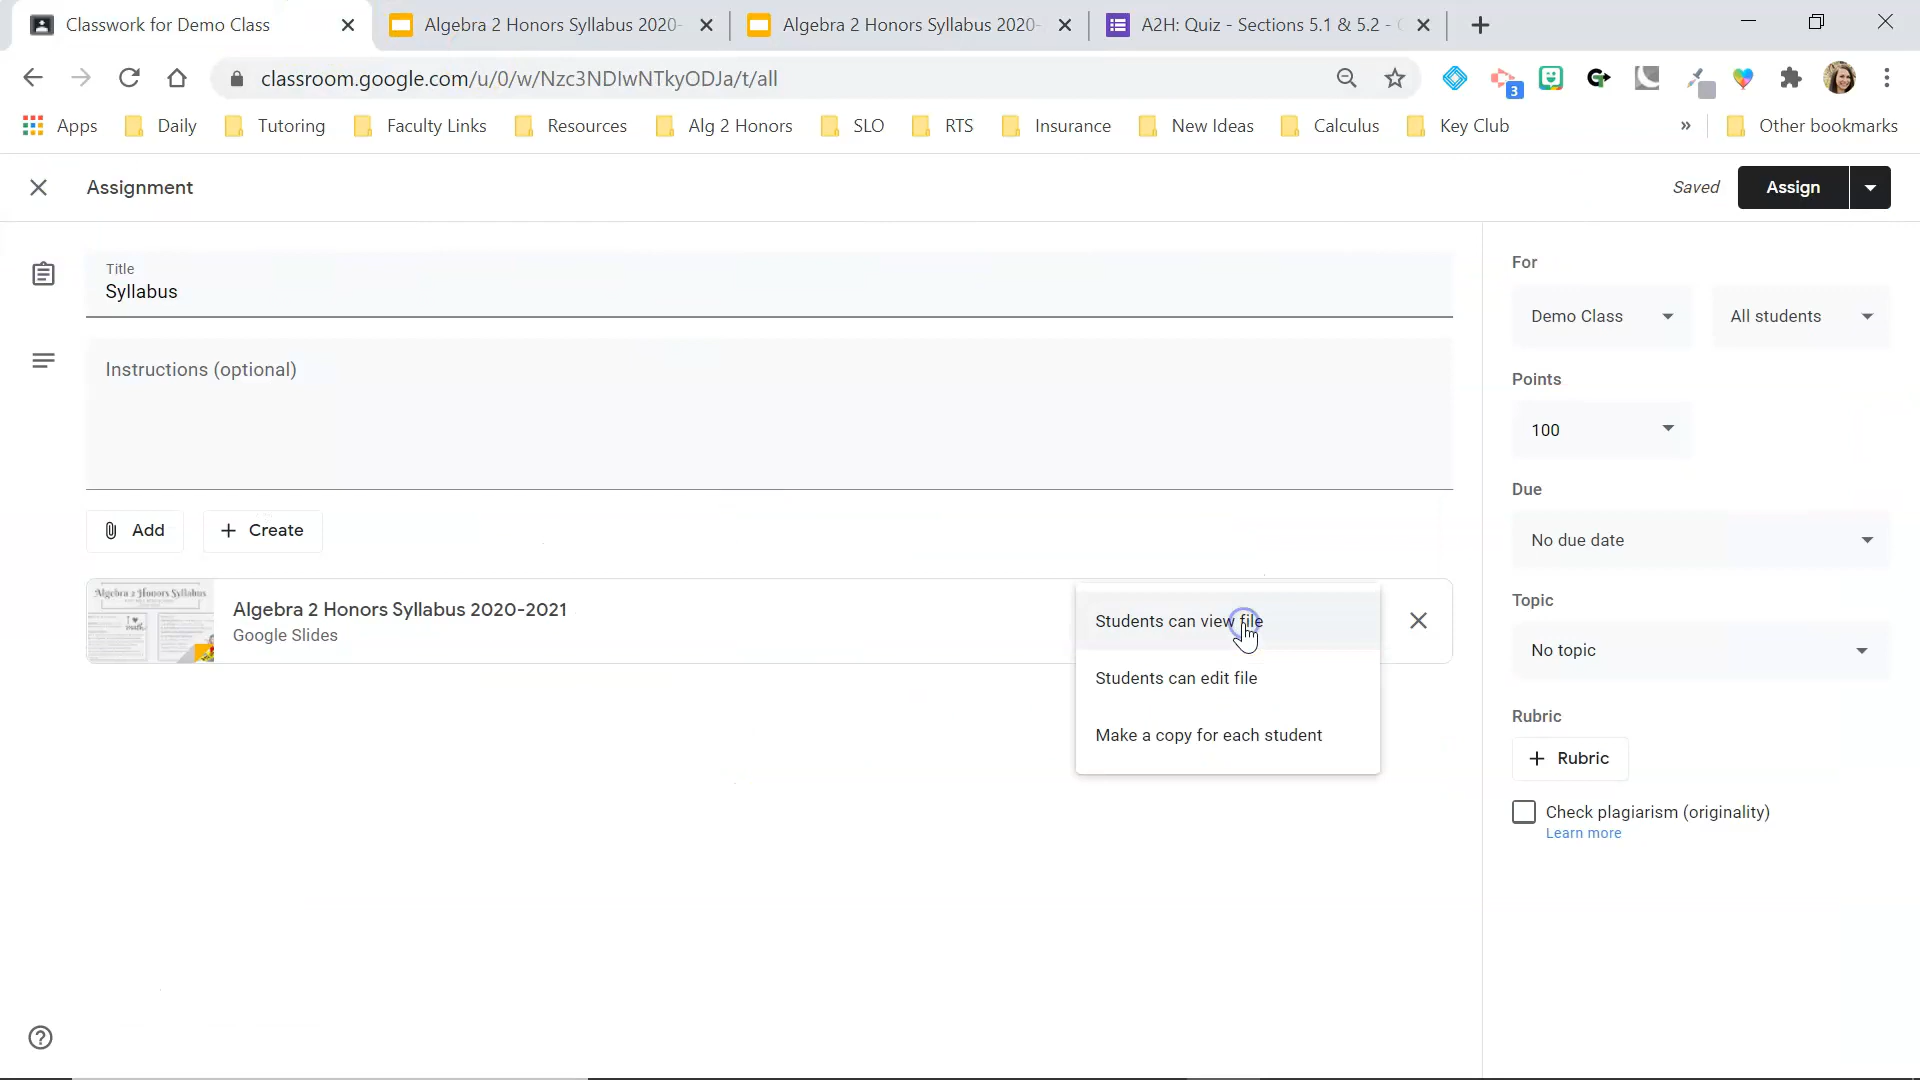 Classwork for Demo Class
Algebra 2 Honors Syllabus 2020-
Algebra 2 Honors Syllabus 2020-
A2H: Quiz - Sections 5.1 & 5.2 -
classroom.google.com/u/0/w/Nzc3NDIwNTkyODJa/t/all
3
Apps
Daily
Tutoring
Faculty Links
Resources
Alg 2 Honors
SLO
RTS
Insurance
New Ideas
Calculus
Key Club
»
Other bookmarks
Assignment
Saved
Assign
Title
Syllabus
Instructions (optional)
Add
+ Create
Algebra 2 Honors Syllabus
I ♥
math
Algebra 2 Honors Syllabus 2020-2021
Google Slides
Students can view file
Students can edit file
Make a copy for each student
For
Demo Class
All students
Points
100
Due
No due date
Topic
No topic
Rubric
+ Rubric
Check plagiarism (originality)
Learn more